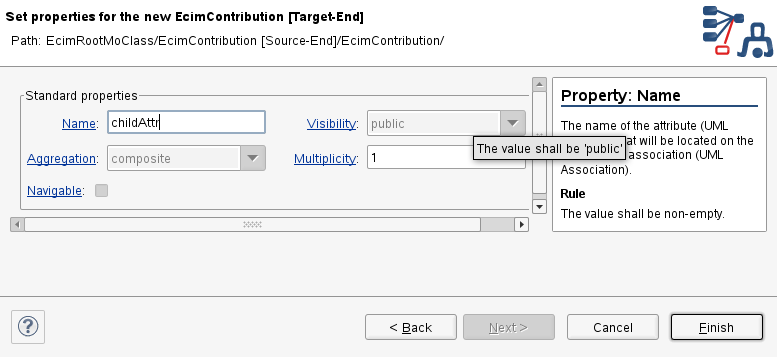 Set properties for the new EcimContribution [Target-End]
Path: EcimRootMoClass/EcimContribution [Source-End]/EcimContribution/
Standard properties
Name: childAttr
Visibility: public
The value shall be 'public'
Aggregation: composite
Multiplicity: 1
Navigable:
Property: Name
The name of the attribute (UML
at will be located on the
association (UML
Association).
Rule
The value shall be non-empty.
?
< Back
Next >
Cancel
Finish